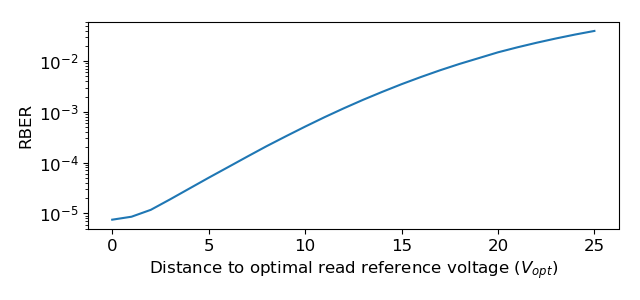 RBER
10⁻²
10⁻³
10⁻⁴
10⁻⁵
0 5 10 15 20 25
Distance to optimal read reference voltage (V_opt)